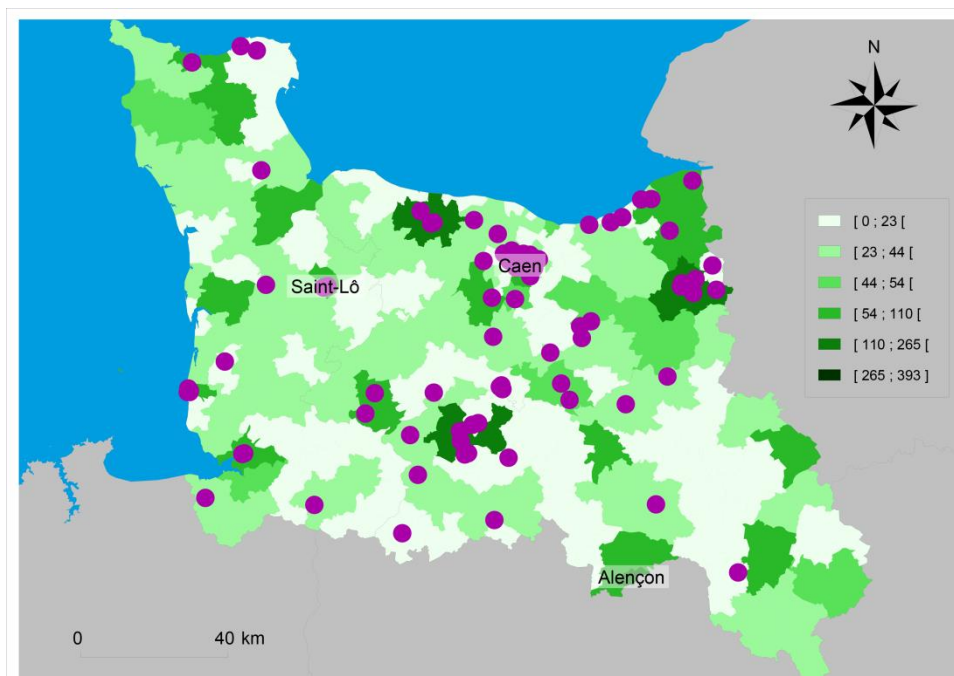 N
[ 0 ; 23 [
[ 23 ; 44 [
[ 44 ; 54 [
[ 54 ; 110 [
[ 110 ; 265 [
[ 265 ; 393 ]
Caen
Saint-Lô
Alençon
0 40 km